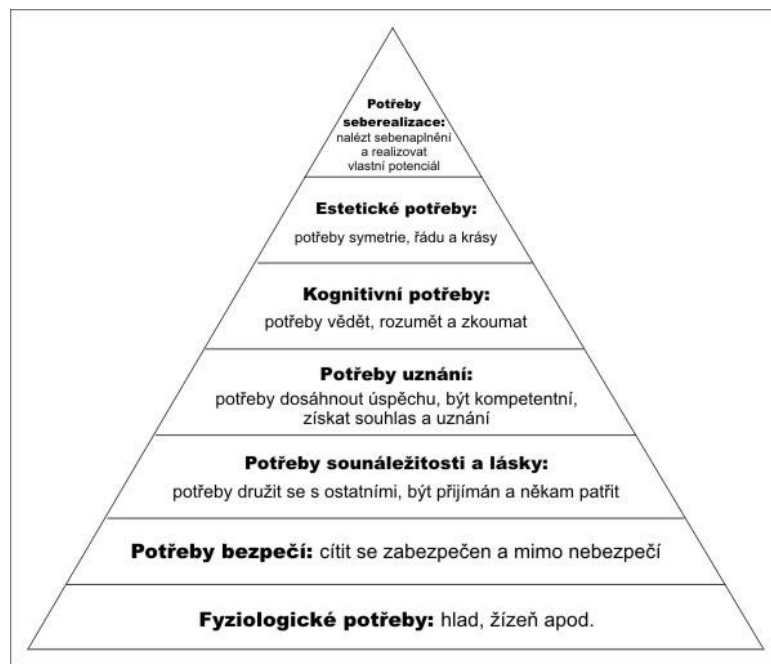 Potřeby
seberealizace:
nalézt sebenaplnění
a realizovat
vlastní potenciál
Estetické potřeby:
potřeby symetrie, řádu a krásy
Kognitivní potřeby:
potřeby vědět, rozumět a zkoumat
Potřeby uznání:
potřeby dosáhnout úspěchu, být kompetentní,
získat souhlas a uznání
Potřeby sounáležitosti a lásky:
potřeby družit se s ostatními, být přijímán a někam patřit
Potřeby bezpečí: cítit se zabezpečen a mimo nebezpečí
Fyziologické potřeby: hlad, žízeň apod.